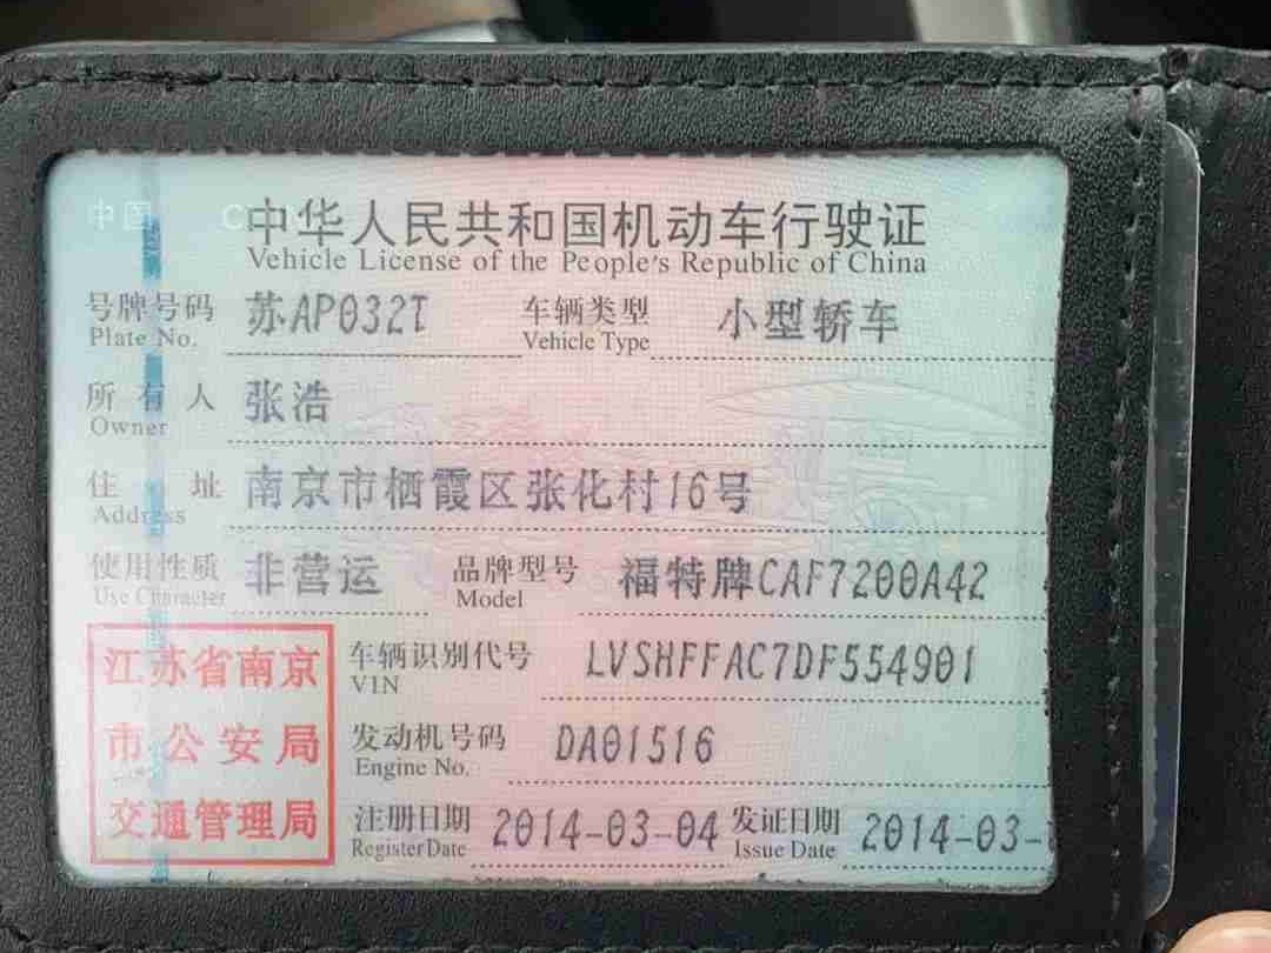 中国 C
中华人民共和国机动车行驶证
Vehicle License of the People's Republic of China
号牌号码 苏AP032T 车辆类型 小型轿车
Plate No. Vehicle Type
所有人 张浩
Owner
住址 南京市栖霞区张化村16号
Address
使用性质 非营运 品牌型号 福特牌CAF7200A42
Use Character Model
江苏省南京
市公安局
交通管理局
车辆识别代号 LVSHFFAC7DF554901
VIN
发动机号码 DA01516
Engine No.
注册日期 2014-03-04 发证日期 2014-03-
Register Date Issue Date